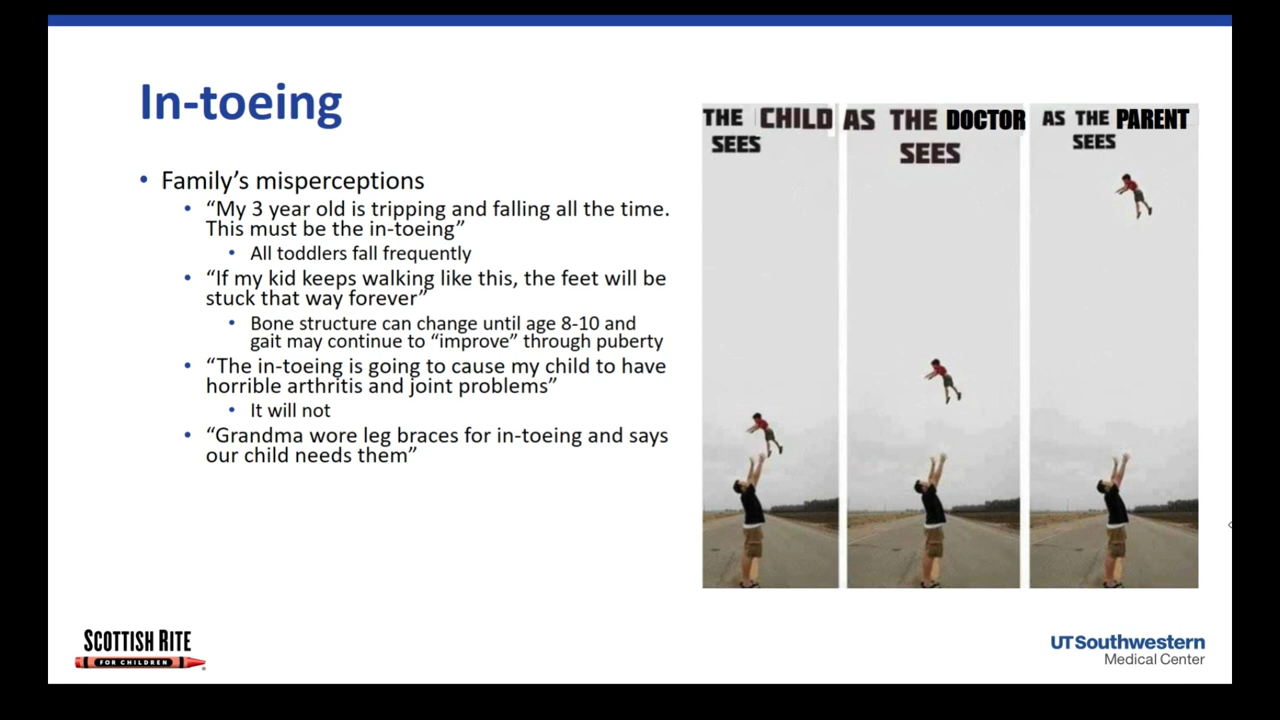 In-toeing
• Family’s misperceptions
• “My 3 year old is tripping and falling all the time.
This must be the in-toeing”
• All toddlers fall frequently
• “If my kid keeps walking like this, the feet will be
stuck that way forever”
• Bone structure can change until age 8-10 and
gait may continue to “improve” through puberty
• “The in-toeing is going to cause my child to have
horrible arthritis and joint problems”
• It will not
• “Grandma wore leg braces for in-toeing and says
our child needs them”
THE CHILD
SEES
AS THE DOCTOR
SEES
AS THE PARENT
SEES
SCOTTISH RITE
FOR CHILDREN
UTSouthwestern
Medical Center